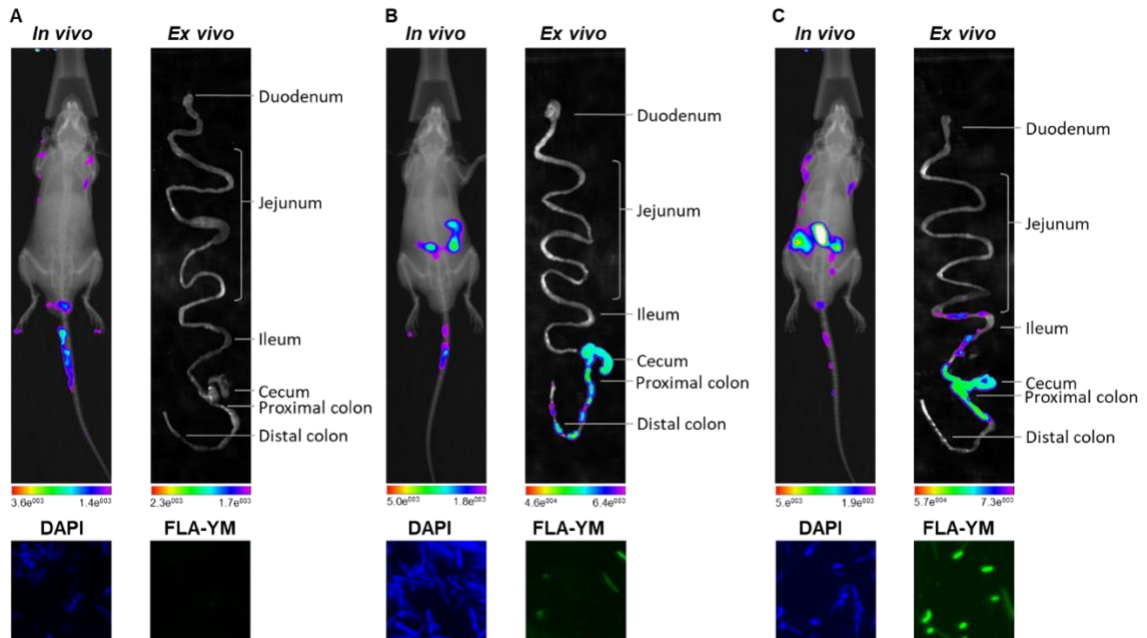 A
In vivo
Ex vivo
Duodenum
Jejunum
Ileum
Cecum
Proximal colon
Distal colon
3.6e⁰⁰³ 1.4e⁰⁰³
2.3e⁰⁰³ 1.7e⁰⁰³
DAPI
FLA-YM
B
In vivo
Ex vivo
Duodenum
Jejunum
Ileum
Cecum
Proximal colon
Distal colon
5.0e⁰⁰³ 1.8e⁰⁰³
4.6e⁰⁰⁴ 6.4e⁰⁰³
DAPI
FLA-YM
C
In vivo
Ex vivo
Duodenum
Jejunum
Ileum
Cecum
Proximal colon
Distal colon
5.6⁰⁰³ 1.9e⁰⁰³
5.7e⁰⁰⁴ 7.3e⁰⁰³
DAPI
FLA-YM